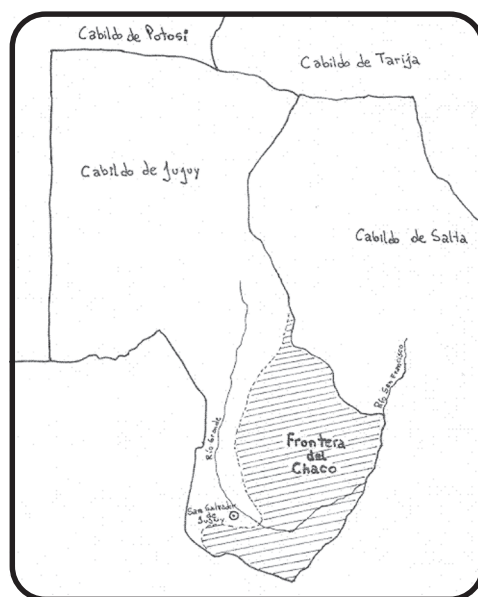 Cabildo de Potosi
Cabildo de Tarija
Cabildo de Jujuy
Cabildo de Salta
Río San Francisco
Río Grande
Frontera
del
Chaco
San Salvador
de
Jujuy